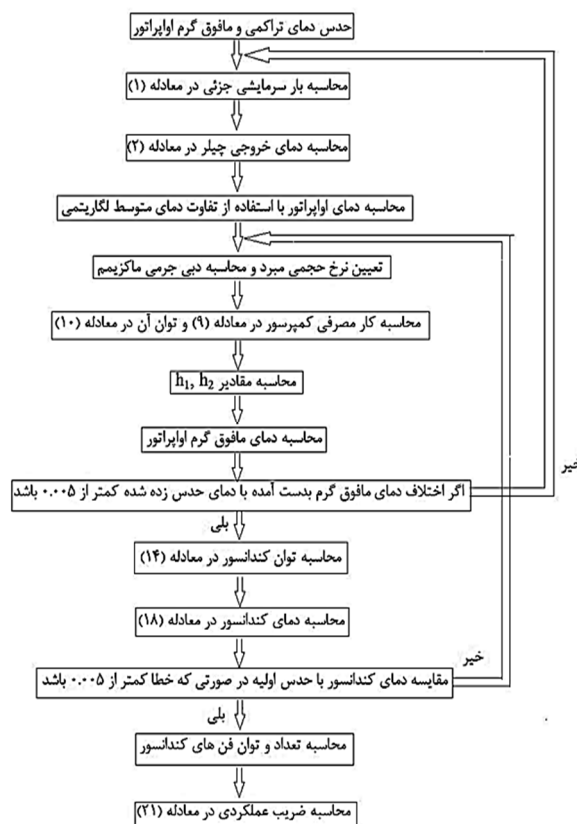 حدس دمای تراکمی و مافوق گرم اواپراتور
محاسبه بار سرمایشی جزئی در معادله (۱)
محاسبه دمای خروجی چیلر در معادله (۲)
محاسبه دمای اواپراتور با استفاده از تفاوت دمای متوسط لگاریتمی
تعیین نرخ حجمی مبرد و محاسبه دبی جرمی ماکزیمم
محاسبه کار مصرفی کمپرسور در معادله (۹) و توان آن در معادله (۱۰)
محاسبه مقادیر h₁, h₂
محاسبه دمای مافوق گرم اواپراتور
خیر
اگر اختلاف دمای مافوق گرم بدست آمده با دمای حدس زده شده کمتر از ۰.۰۰۵ باشد
بلی
محاسبه توان کندانسور در معادله (۱۴)
محاسبه دمای کندانسور در معادله (۱۸)
خیر
مقایسه دمای کندانسور با حدس اولیه در صورتی که خطا کمتر از ۰.۰۰۵ باشد
بلی
محاسبه تعداد و توان فن های کندانسور
محاسبه ضریب عملکردی در معادله (۲۱)